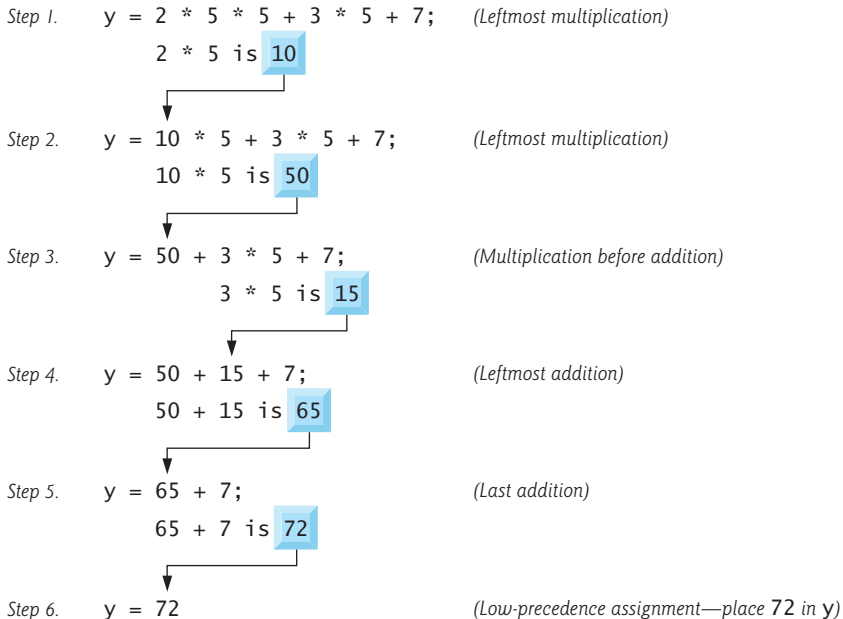 Step 1. y = 2 * 5 * 5 + 3 * 5 + 7; (Leftmost multiplication)
2 * 5 is 10
Step 2. y = 10 * 5 + 3 * 5 + 7; (Leftmost multiplication)
10 * 5 is 50
Step 3. y = 50 + 3 * 5 + 7; (Multiplication before addition)
3 * 5 is 15
Step 4. y = 50 + 15 + 7; (Leftmost addition)
50 + 15 is 65
Step 5. y = 65 + 7; (Last addition)
65 + 7 is 72
Step 6. y = 72 (Low-precedence assignment—place 72 in y)